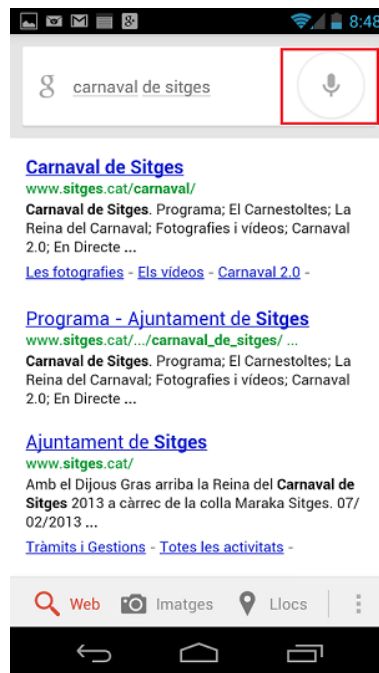 8:48
g carnaval de sitges
Carnaval de Sitges
www.sitges.cat/carnaval/
Carnaval de Sitges. Programa; El Carnestoltes; La
Reina del Carnaval; Fotografies i vídeos; Carnaval
2.0; En Directe ...
Les fotografies - Els vídeos - Carnaval 2.0 -
Programa - Ajuntament de Sitges
www.sitges.cat/.../carnaval_de_sitges/ ...
Carnaval de Sitges. Programa; El Carnestoltes; La
Reina del Carnaval; Fotografies i vídeos; Carnaval
2.0; En Directe ...
Ajuntament de Sitges
www.sitges.cat/
Amb el Dijous Gras arriba la Reina del Carnaval de
Sitges 2013 a càrrec de la colla Maraka Sitges. 07/
02/2013 ...
Tràmits i Gestions - Totes les activitats -
Web Imatges Llocs